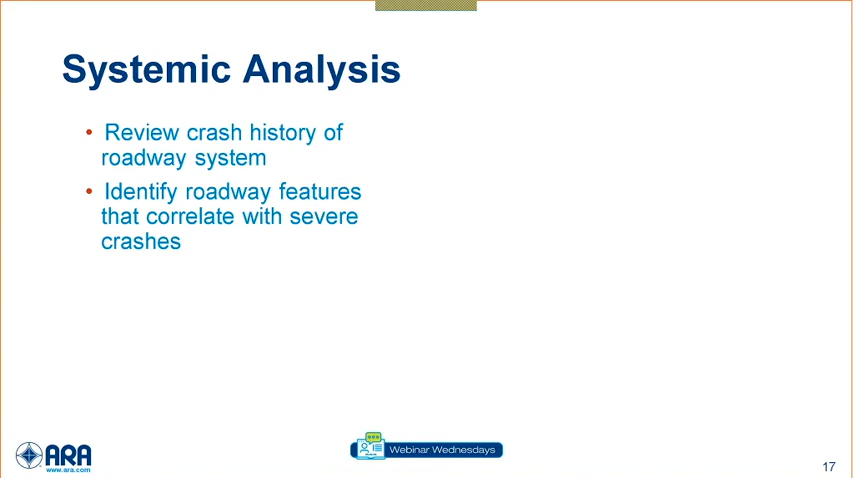 Systemic Analysis
• Review crash history of
roadway system
• Identify roadway features
that correlate with severe
crashes
ARA
www.ara.com
Webinar Wednesdays
17